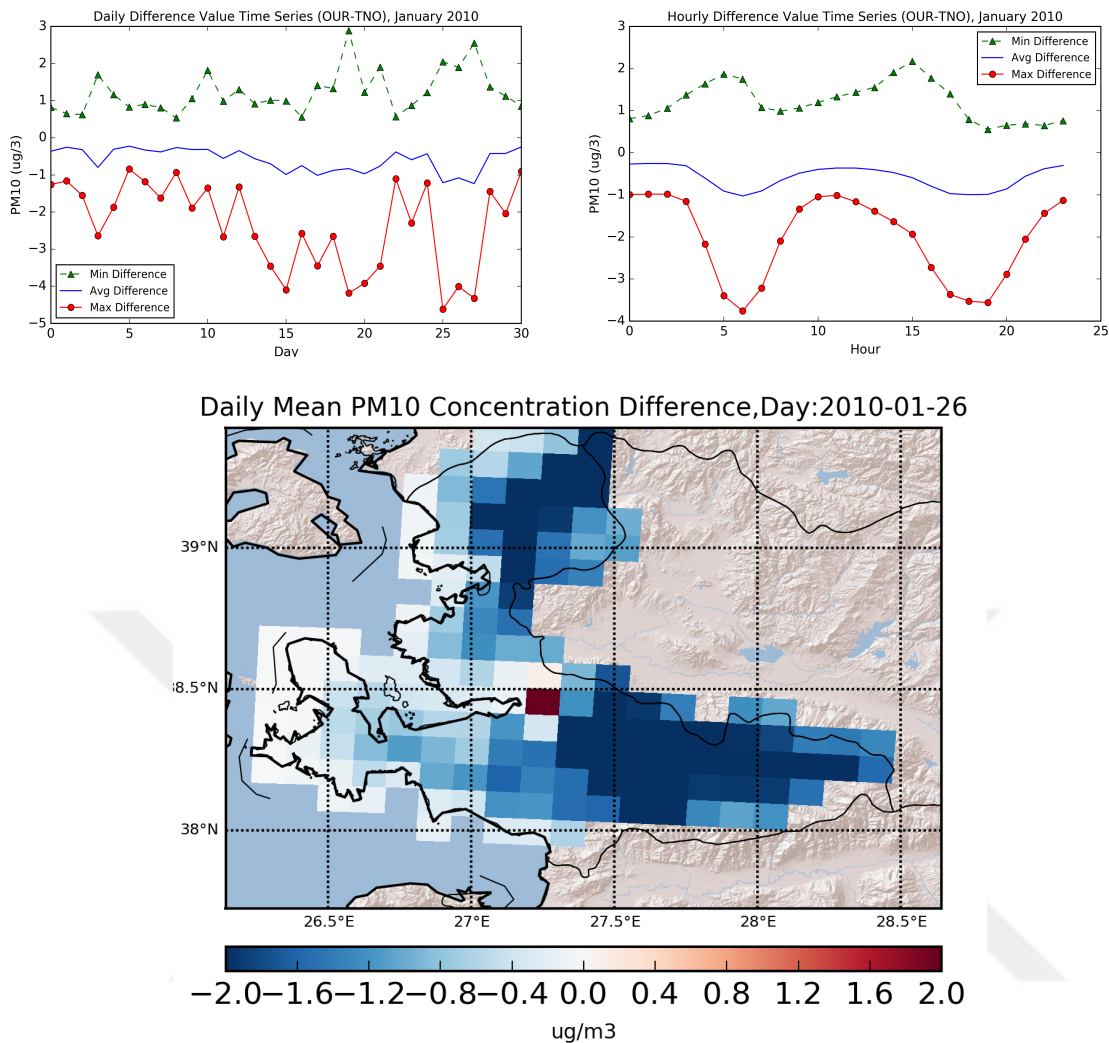 Daily Difference Value Time Series (OUR-TNO), January 2010
3
2
1
0
−1
−2
−3
−4
−5
PM10 (ug/3)
Min Difference
Avg Difference
Max Difference
0 5 10 15 20 25 30
Day
Hourly Difference Value Time Series (OUR-TNO), January 2010
3
2
1
0
−1
−2
−3
−4
PM10 (ug/3)
Min Difference
Avg Difference
Max Difference
0 5 10 15 20 25
Hour
Daily Mean PM10 Concentration Difference,Day:2010-01-26
39°N
8.5°N
38°N
26.5°E 27°E 27.5°E 28°E 28.5°E
−2.0 −1.6 −1.2 −0.8 −0.4 0.0 0.4 0.8 1.2 1.6 2.0
ug/m3